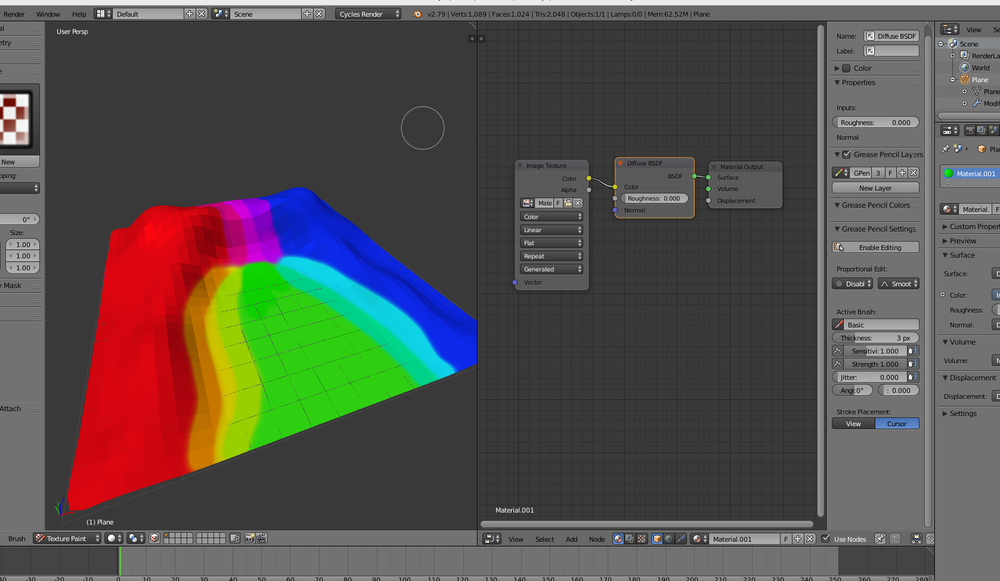 Render Window Help Default Scene Cycles Render v2.79 | Verts:1,089 | Faces:1,024 | Tris:2,048 | Objects:1/1 | Lamps:0/0 | Mem:62.52M | Plane
al
etry
e
New
pping:
0°
Size:
1.00
1.00
1.00
e Mask
Attach
User Persp
(1) Plane
Brush Texture Paint
Image Texture
Color
Alpha
Mate F
Color
Linear
Flat
Repeat
Generated
Vector
Diffuse BSDF
BSDF
Color
Roughness: 0.000
Normal
Material Output
Surface
Volume
Displacement
Material.001
View Select Add Node Material.001 F Use Nodes
Name: Diffuse BSDF
Label:
Color
Properties
Inputs:
Roughness: 0.000
Normal
Grease Pencil Layers
GPen 3 F
New Layer
Grease Pencil Colors
Grease Pencil Settings
Enable Editing
Proportional Edit:
Disabl Smoot
Active Brush:
Basic
Thickness: 3 px
Sensitivi: 1.000
Strength: 1.000
Jitter: 0.000
Angl:0° : 0.000
Stroke Placement:
View Cursor
View Se
Scene
RenderLa
World
Plane
Plane
Modif
Pla
Material.001
Material. F
Custom Propert
Preview
Surface
Surface: D
Color: I
Roughness:
Normal: D
Volume
Volume: N
Displacement
Displacement: D
Settings
-40 -30 -20 -10 0 10 20 30 40 50 60 70 80 90 100 110 120 130 140 150 160 170 180 190 200 210 220 230 240 250 260 270 280